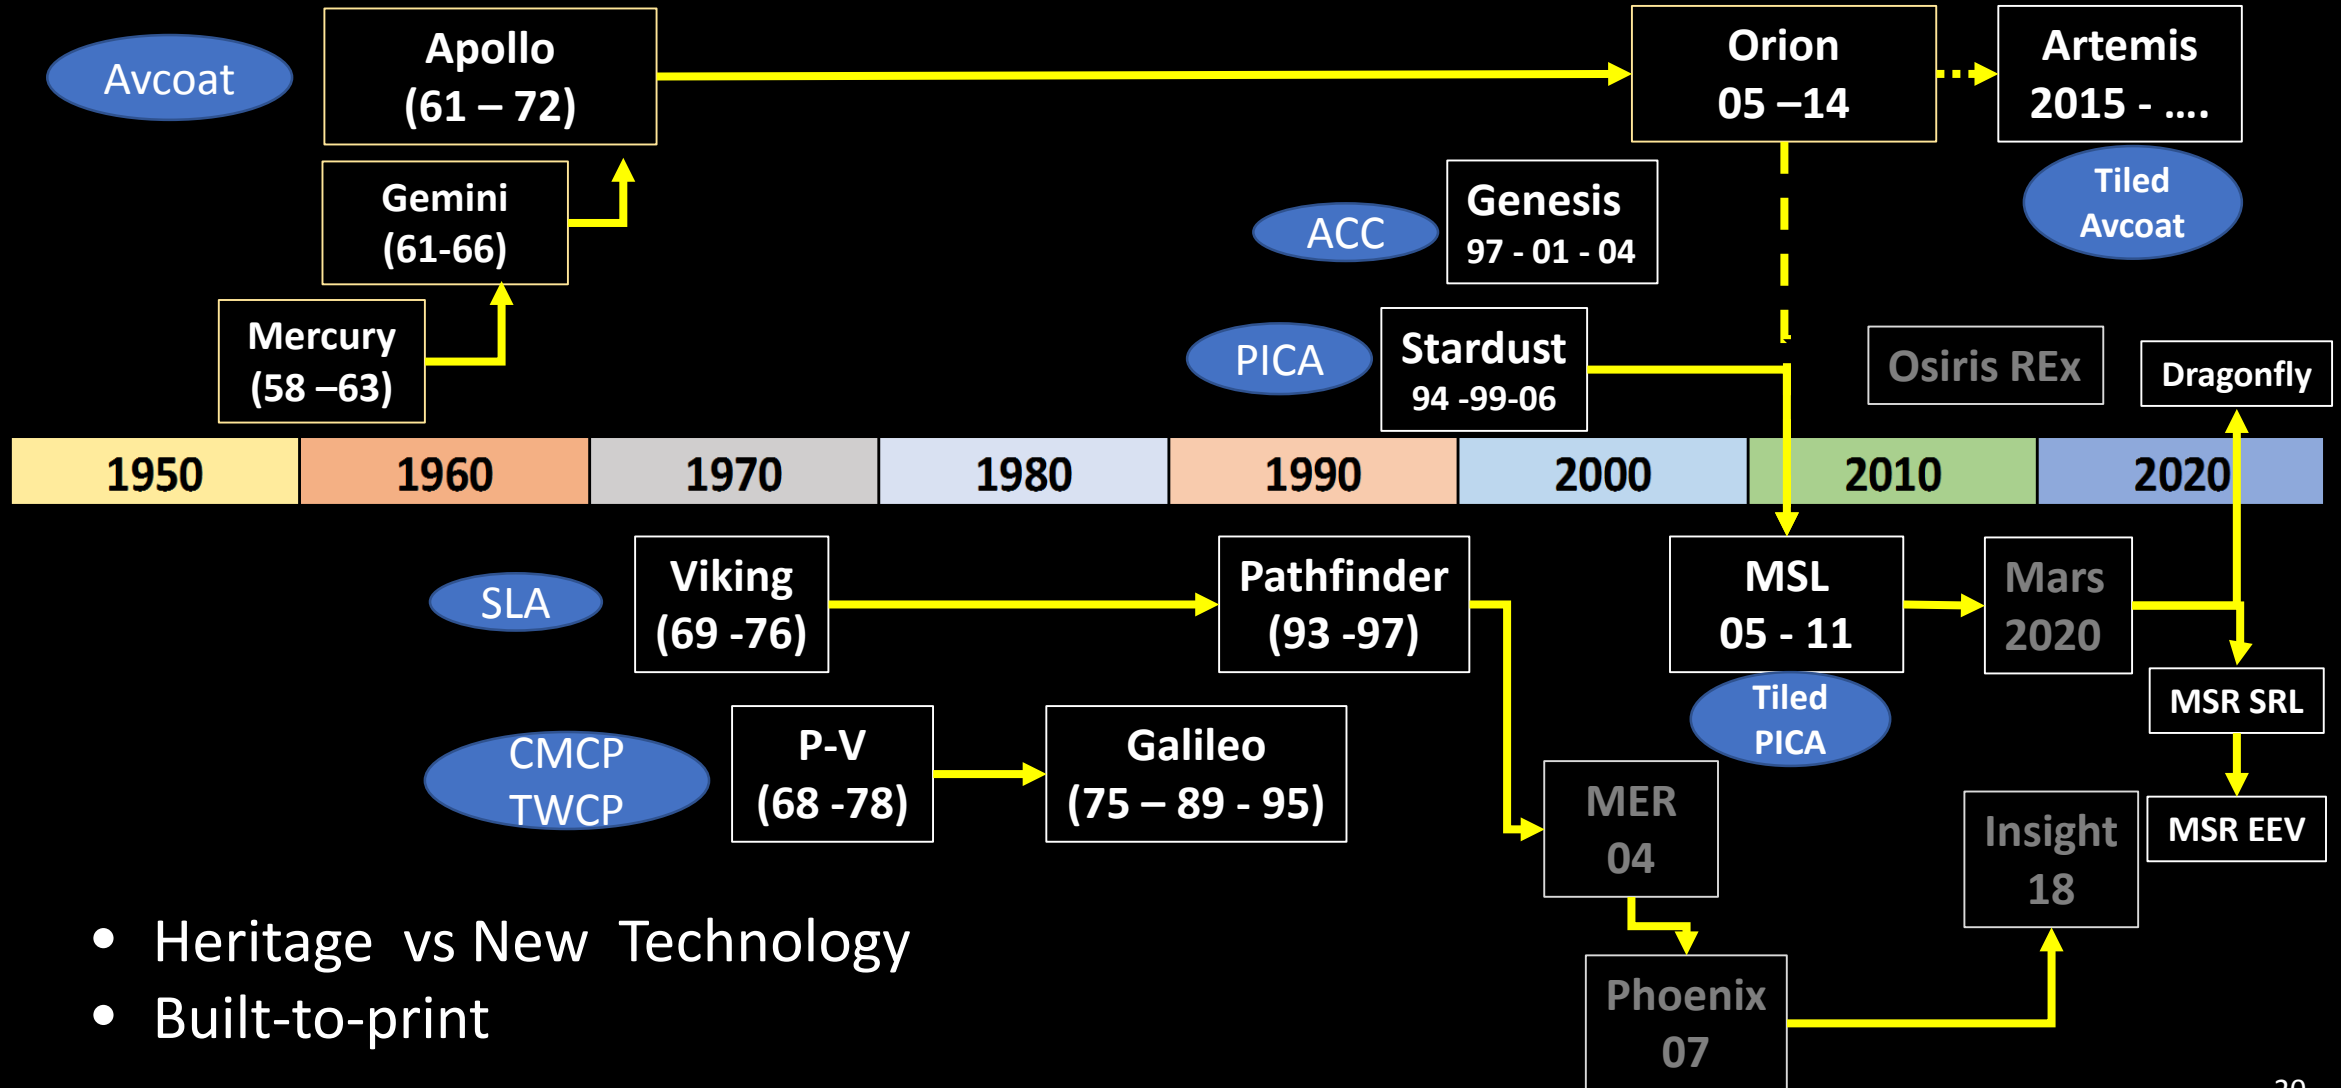 Avcoat
Apollo
(61 – 72)
Orion
05 –14
Artemis
2015 - ....
Tiled
Avcoat
Gemini
(61-66)
ACC
Genesis
97 - 01 - 04
Mercury
(58 –63)
PICA
Stardust
94 -99-06
Osiris REx
Dragonfly
1950
1960
1970
1980
1990
2000
2010
2020
SLA
Viking
(69 -76)
Pathfinder
(93 -97)
MSL
05 - 11
Tiled
PICA
Mars
2020
MSR SRL
MSR EEV
CMCP
TWCP
P-V
(68 -78)
Galileo
(75 – 89 - 95)
MER
04
Insight
18
Phoenix
07
• Heritage vs New Technology
• Built-to-print